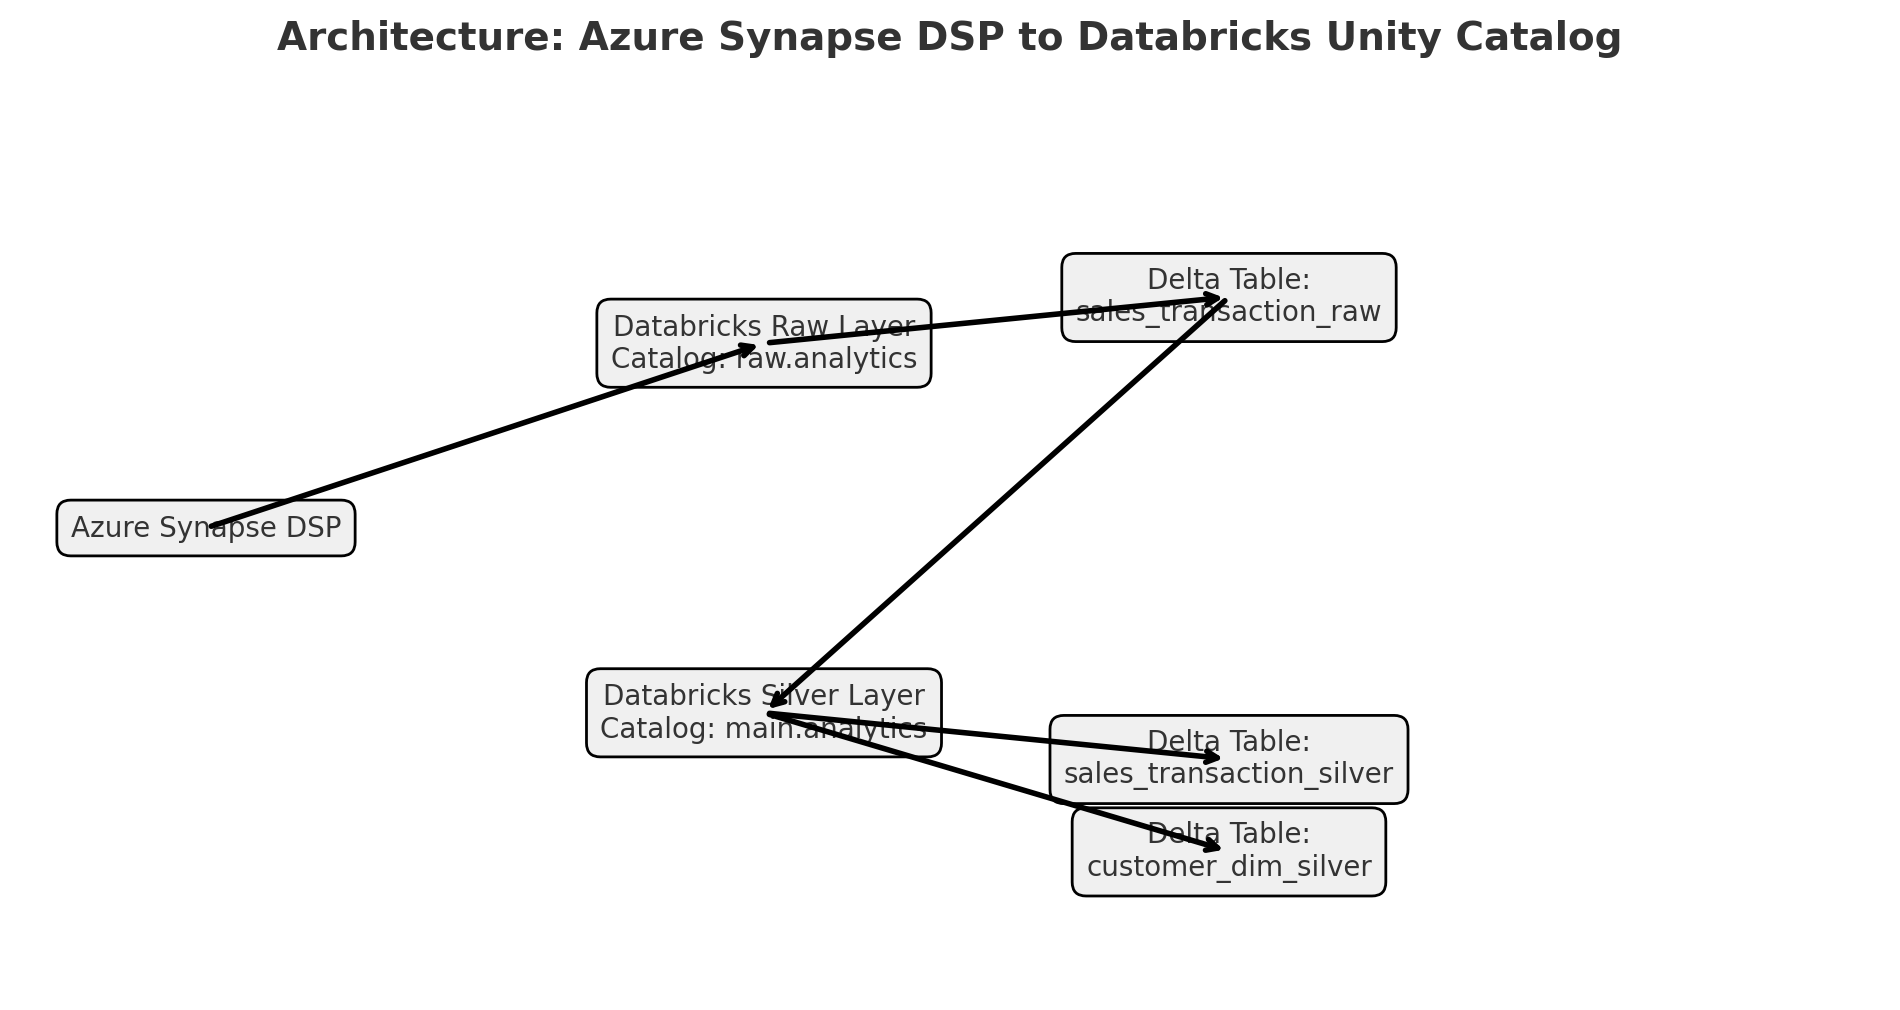 Architecture: Azure Synapse DSP to Databricks Unity Catalog
Azure Synapse DSP
Databricks Raw Layer
Catalog: raw.analytics
Delta Table:
sales_transaction_raw
Databricks Silver Layer
Catalog: main.analytics
Delta Table:
sales_transaction_silver
Delta Table:
customer_dim_silver